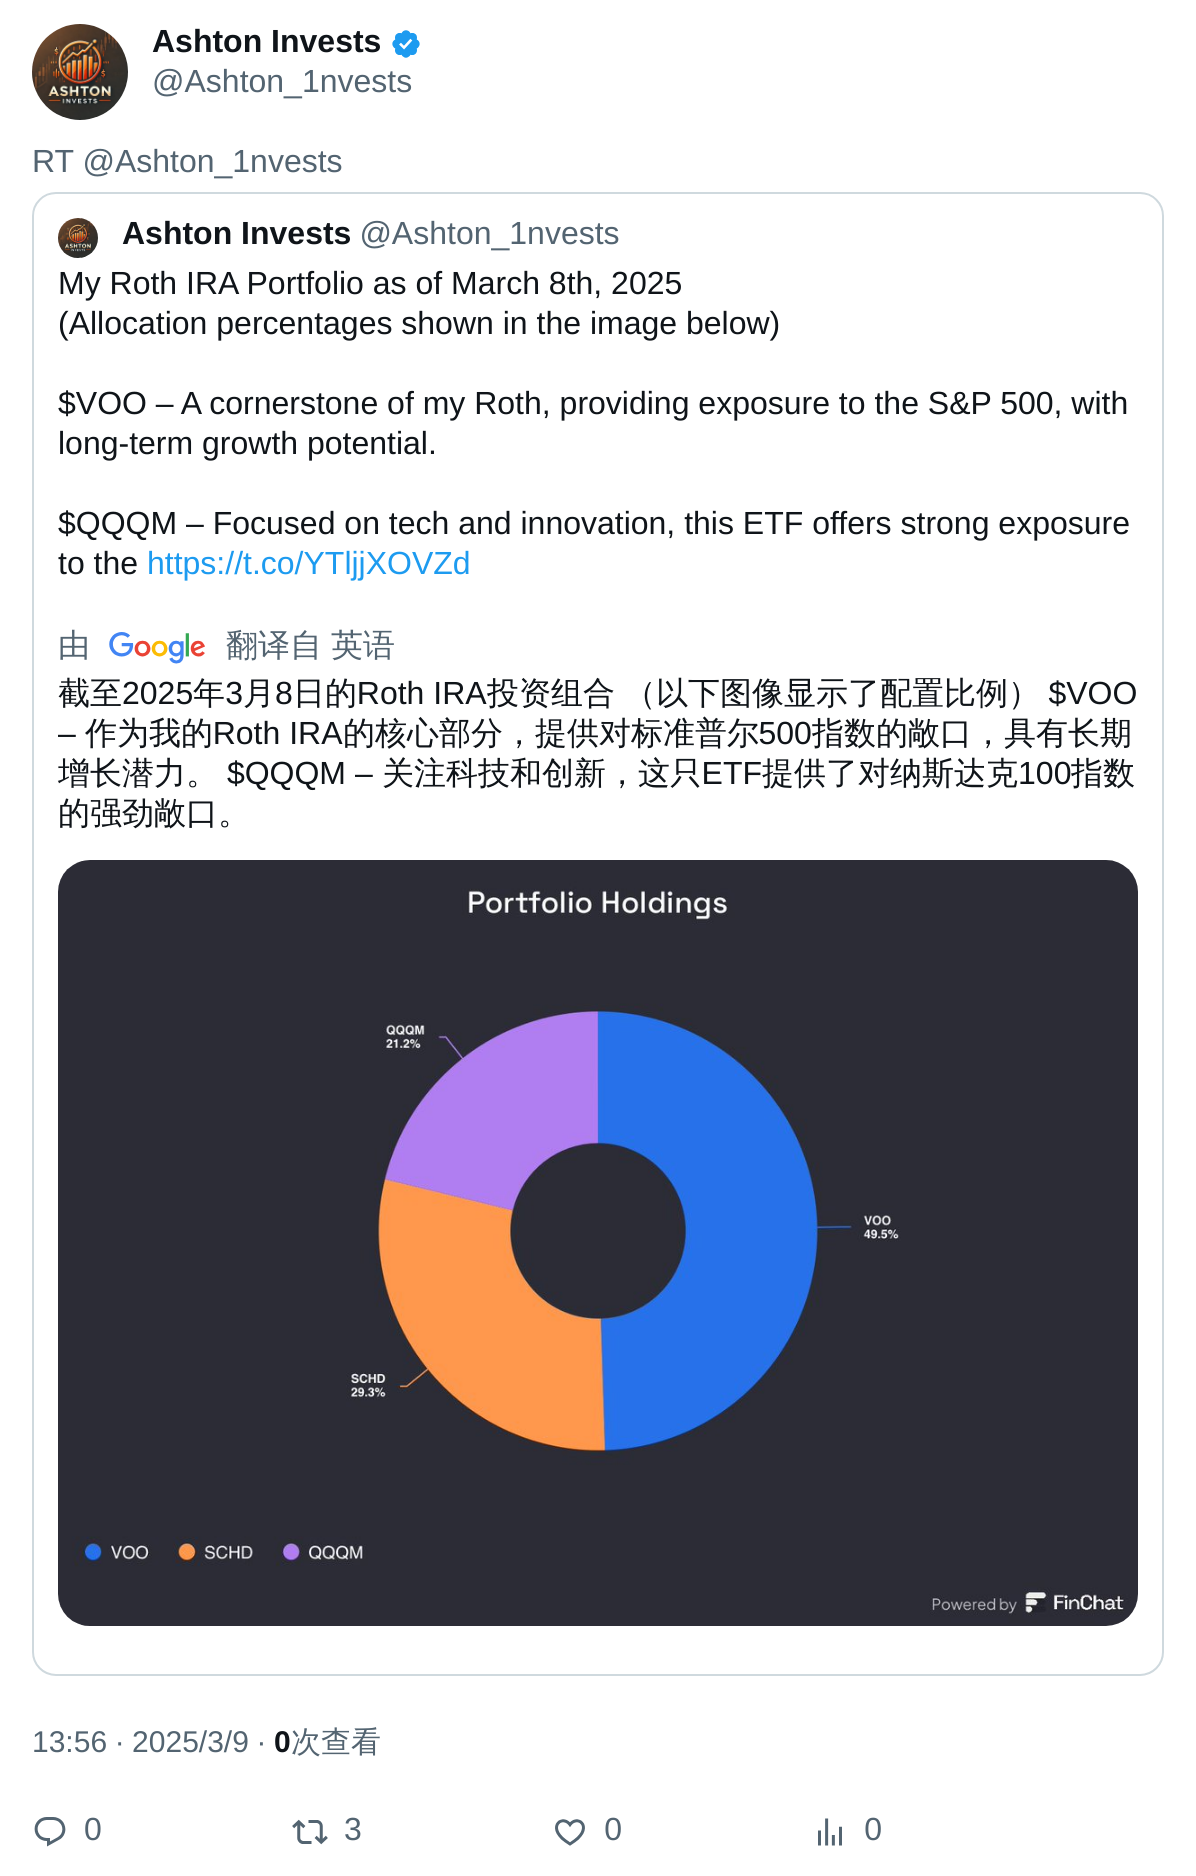 Ashton Invests
@Ashton_1nvests
ASHTON
INVESTS
RT @Ashton_1nvests
Ashton Invests @Ashton_1nvests
ASHTON
My Roth IRA Portfolio as of March 8th, 2025
(Allocation percentages shown in the image below)
$VOO – A cornerstone of my Roth, providing exposure to the S&P 500, with
long-term growth potential.
$QQQM – Focused on tech and innovation, this ETF offers strong exposure
to the https://t.co/YTljjXOVZd
由 Google 翻译自 英语
截至2025年3月8日的Roth IRA投资组合 （以下图像显示了配置比例） $VOO
– 作为我的Roth IRA的核心部分，提供对标准普尔500指数的敞口，具有长期
增长潜力。 $QQQM – 关注科技和创新，这只ETF提供了对纳斯达克100指数
的强劲敞口。
Portfolio Holdings
QQQM
21.2%
VOO
49.5%
SCHD
29.3%
VOO SCHD QQQM
Powered by FinChat
13:56 · 2025/3/9 · 0次查看
0 3 0 0